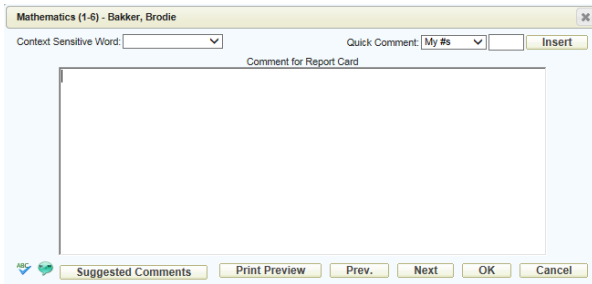 Mathematics (1-6) - Bakker, Brodie
Context Sensitive Word: Quick Comment: My #s Insert
Comment for Report Card
ABC Suggested Comments Print Preview Prev. Next OK Cancel